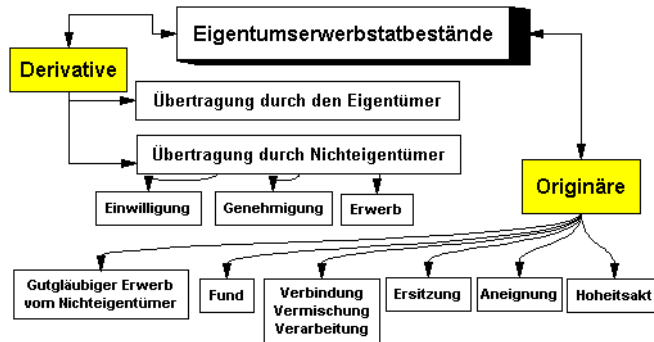 Eigentumserwerbstatbestände
Derivative
Übertragung durch den Eigentümer
Übertragung durch Nichteigentümer
Originäre
Einwilligung
Genehmigung
Erwerb
Gutgläubiger Erwerb
vom Nichteigentümer
Fund
Verbindung
Vermischung
Verarbeitung
Ersitzung
Aneignung
Hoheitsakt